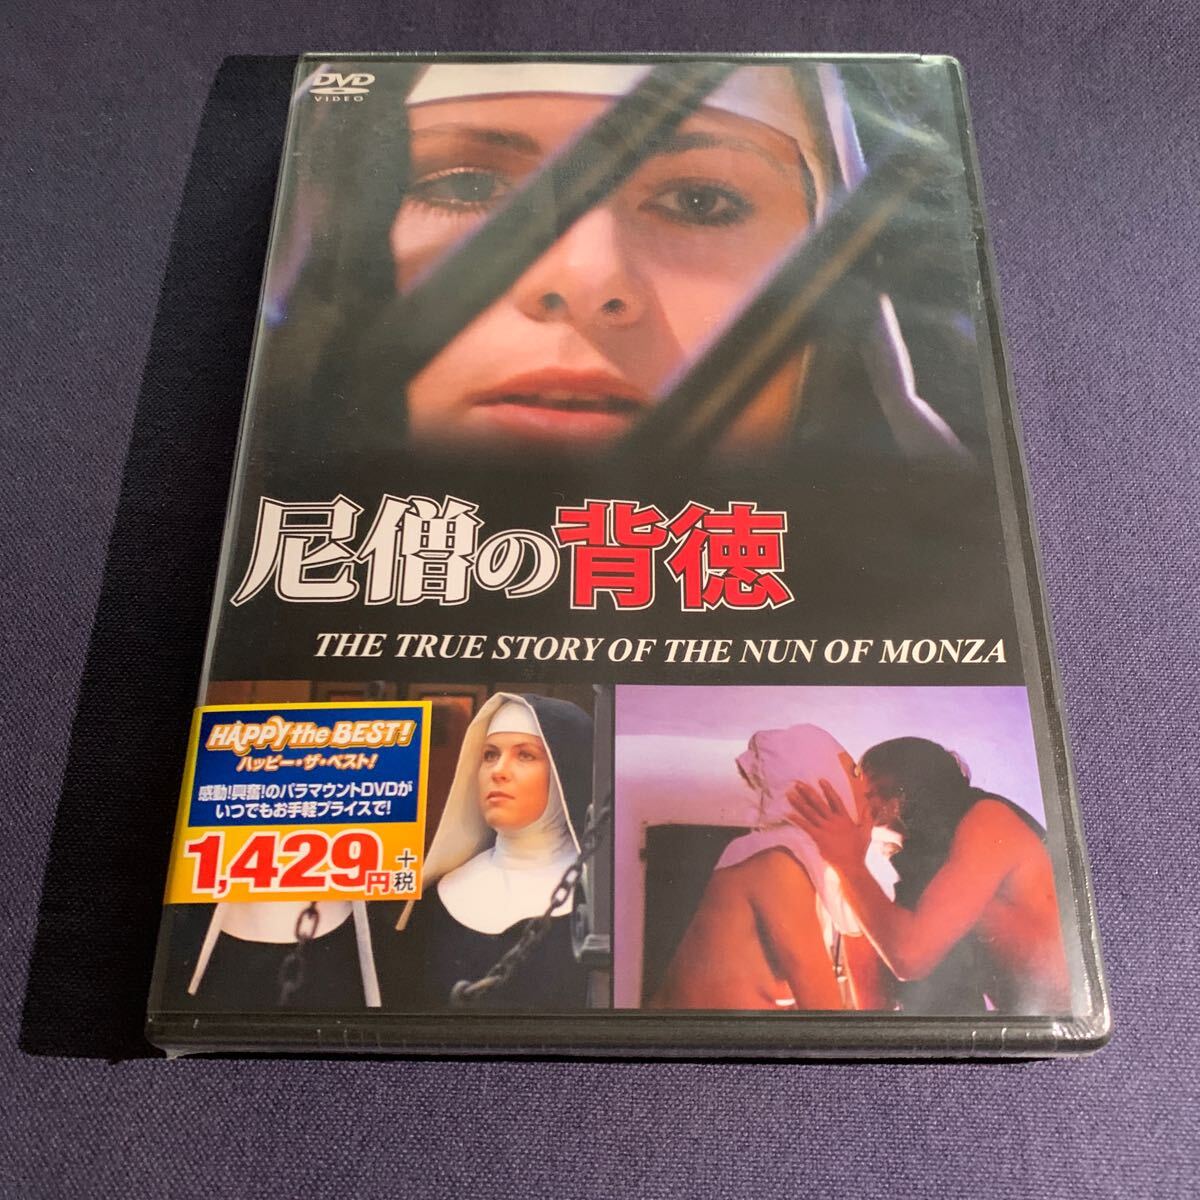 DVD
VIDEO
尼僧の背徳
THE TRUE STORY OF THE NUN OF MONZA
HAPPY the BEST!
ハッピー・ザ・ベスト!
感動!興奮!のパラマウントDVDが
いつでもお手軽プライスで!
1,429円+税